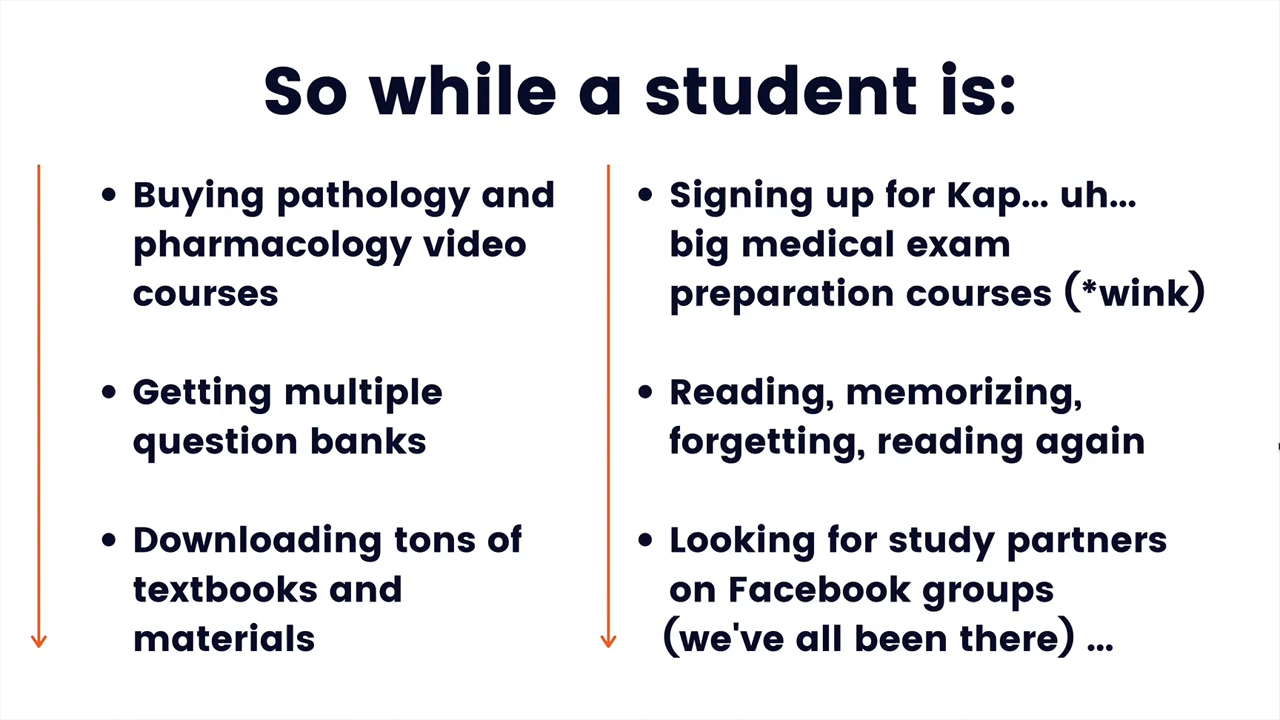 So while a student is:
• Buying pathology and
pharmacology video
courses
• Getting multiple
question banks
• Downloading tons of
textbooks and
materials
• Signing up for Kap... uh...
big medical exam
preparation courses (*wink)
• Reading, memorizing,
forgetting, reading again
• Looking for study partners
on Facebook groups
(we've all been there) ...